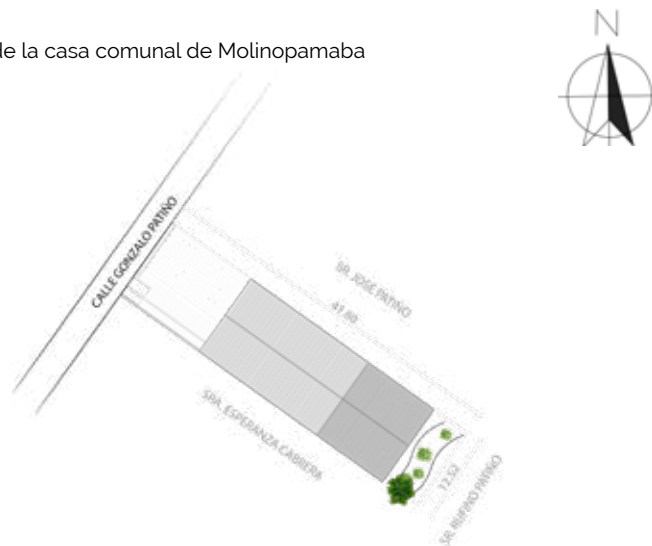 N
de la casa comunal de Molinopamaba
CALLE GONZALO PATIÑO
SR. JOSE PATIÑO
41.80
SRA. ESPERANZA CABRERA
12.52
SR. RUFINO PATIÑO